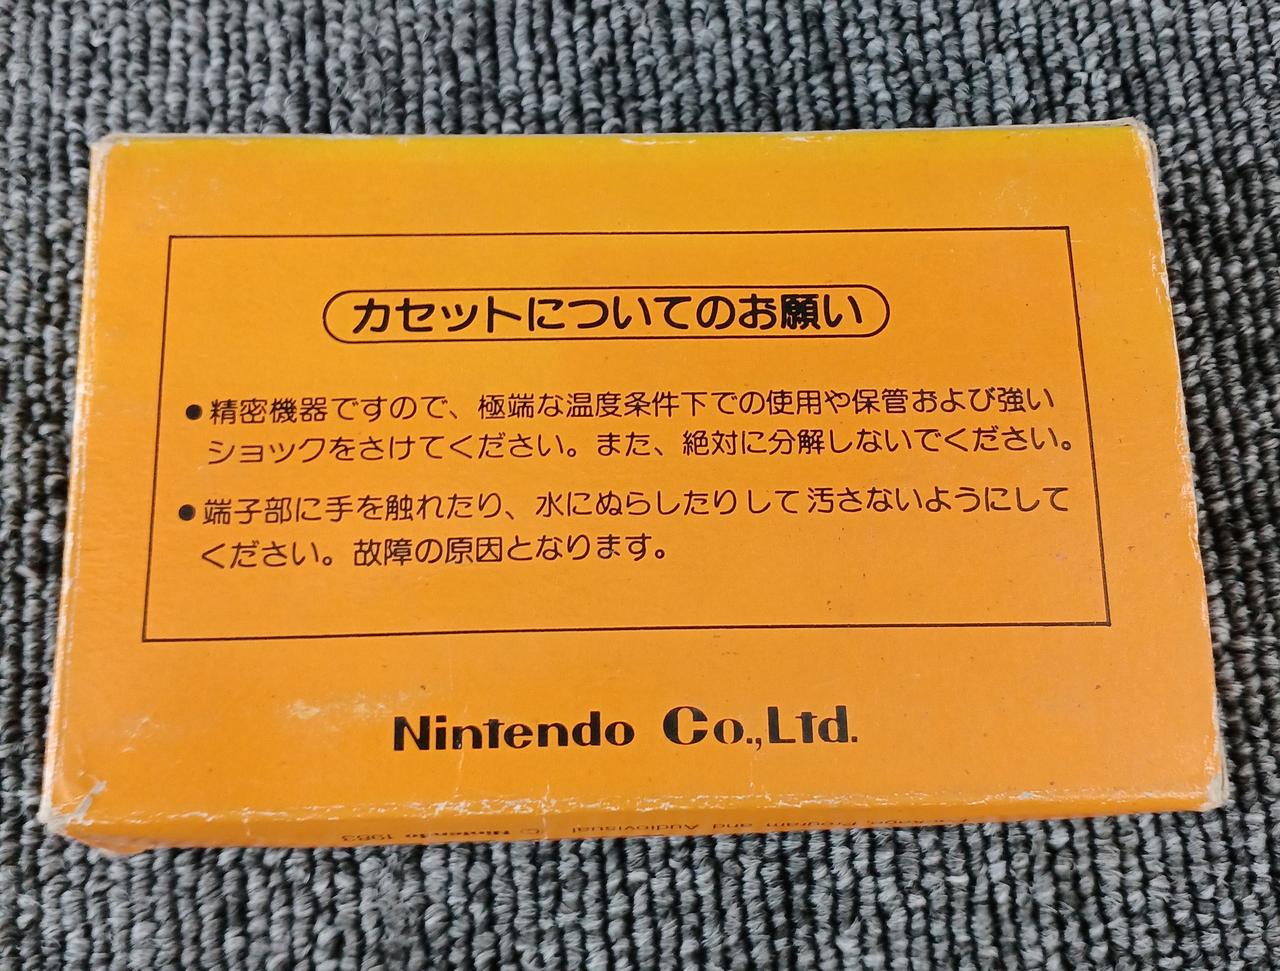 カセットについてのお願い
●精密機器ですので、極端な温度条件下での使用や保管および強い
ショックをさけてください。また、絶対に分解しないでください。
●端子部に手を触れたり、水にぬらしたりして汚さないようにして
ください。故障の原因となります。
Nintendo Co.,Ltd.
Program and Audiovisual © Nintendo 1983